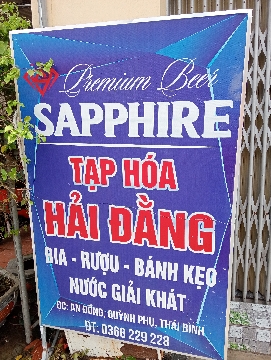 Premium Beer
SAPPHIRE
TẠP HÓA
HẢI ĐẰNG
BIA - RƯỢU - BÁNH KẸO
NƯỚC GIẢI KHÁT
ĐC: AN ĐỒNG, QUỲNH PHỤ, THÁI BÌNH
ĐT: 0368 229 228